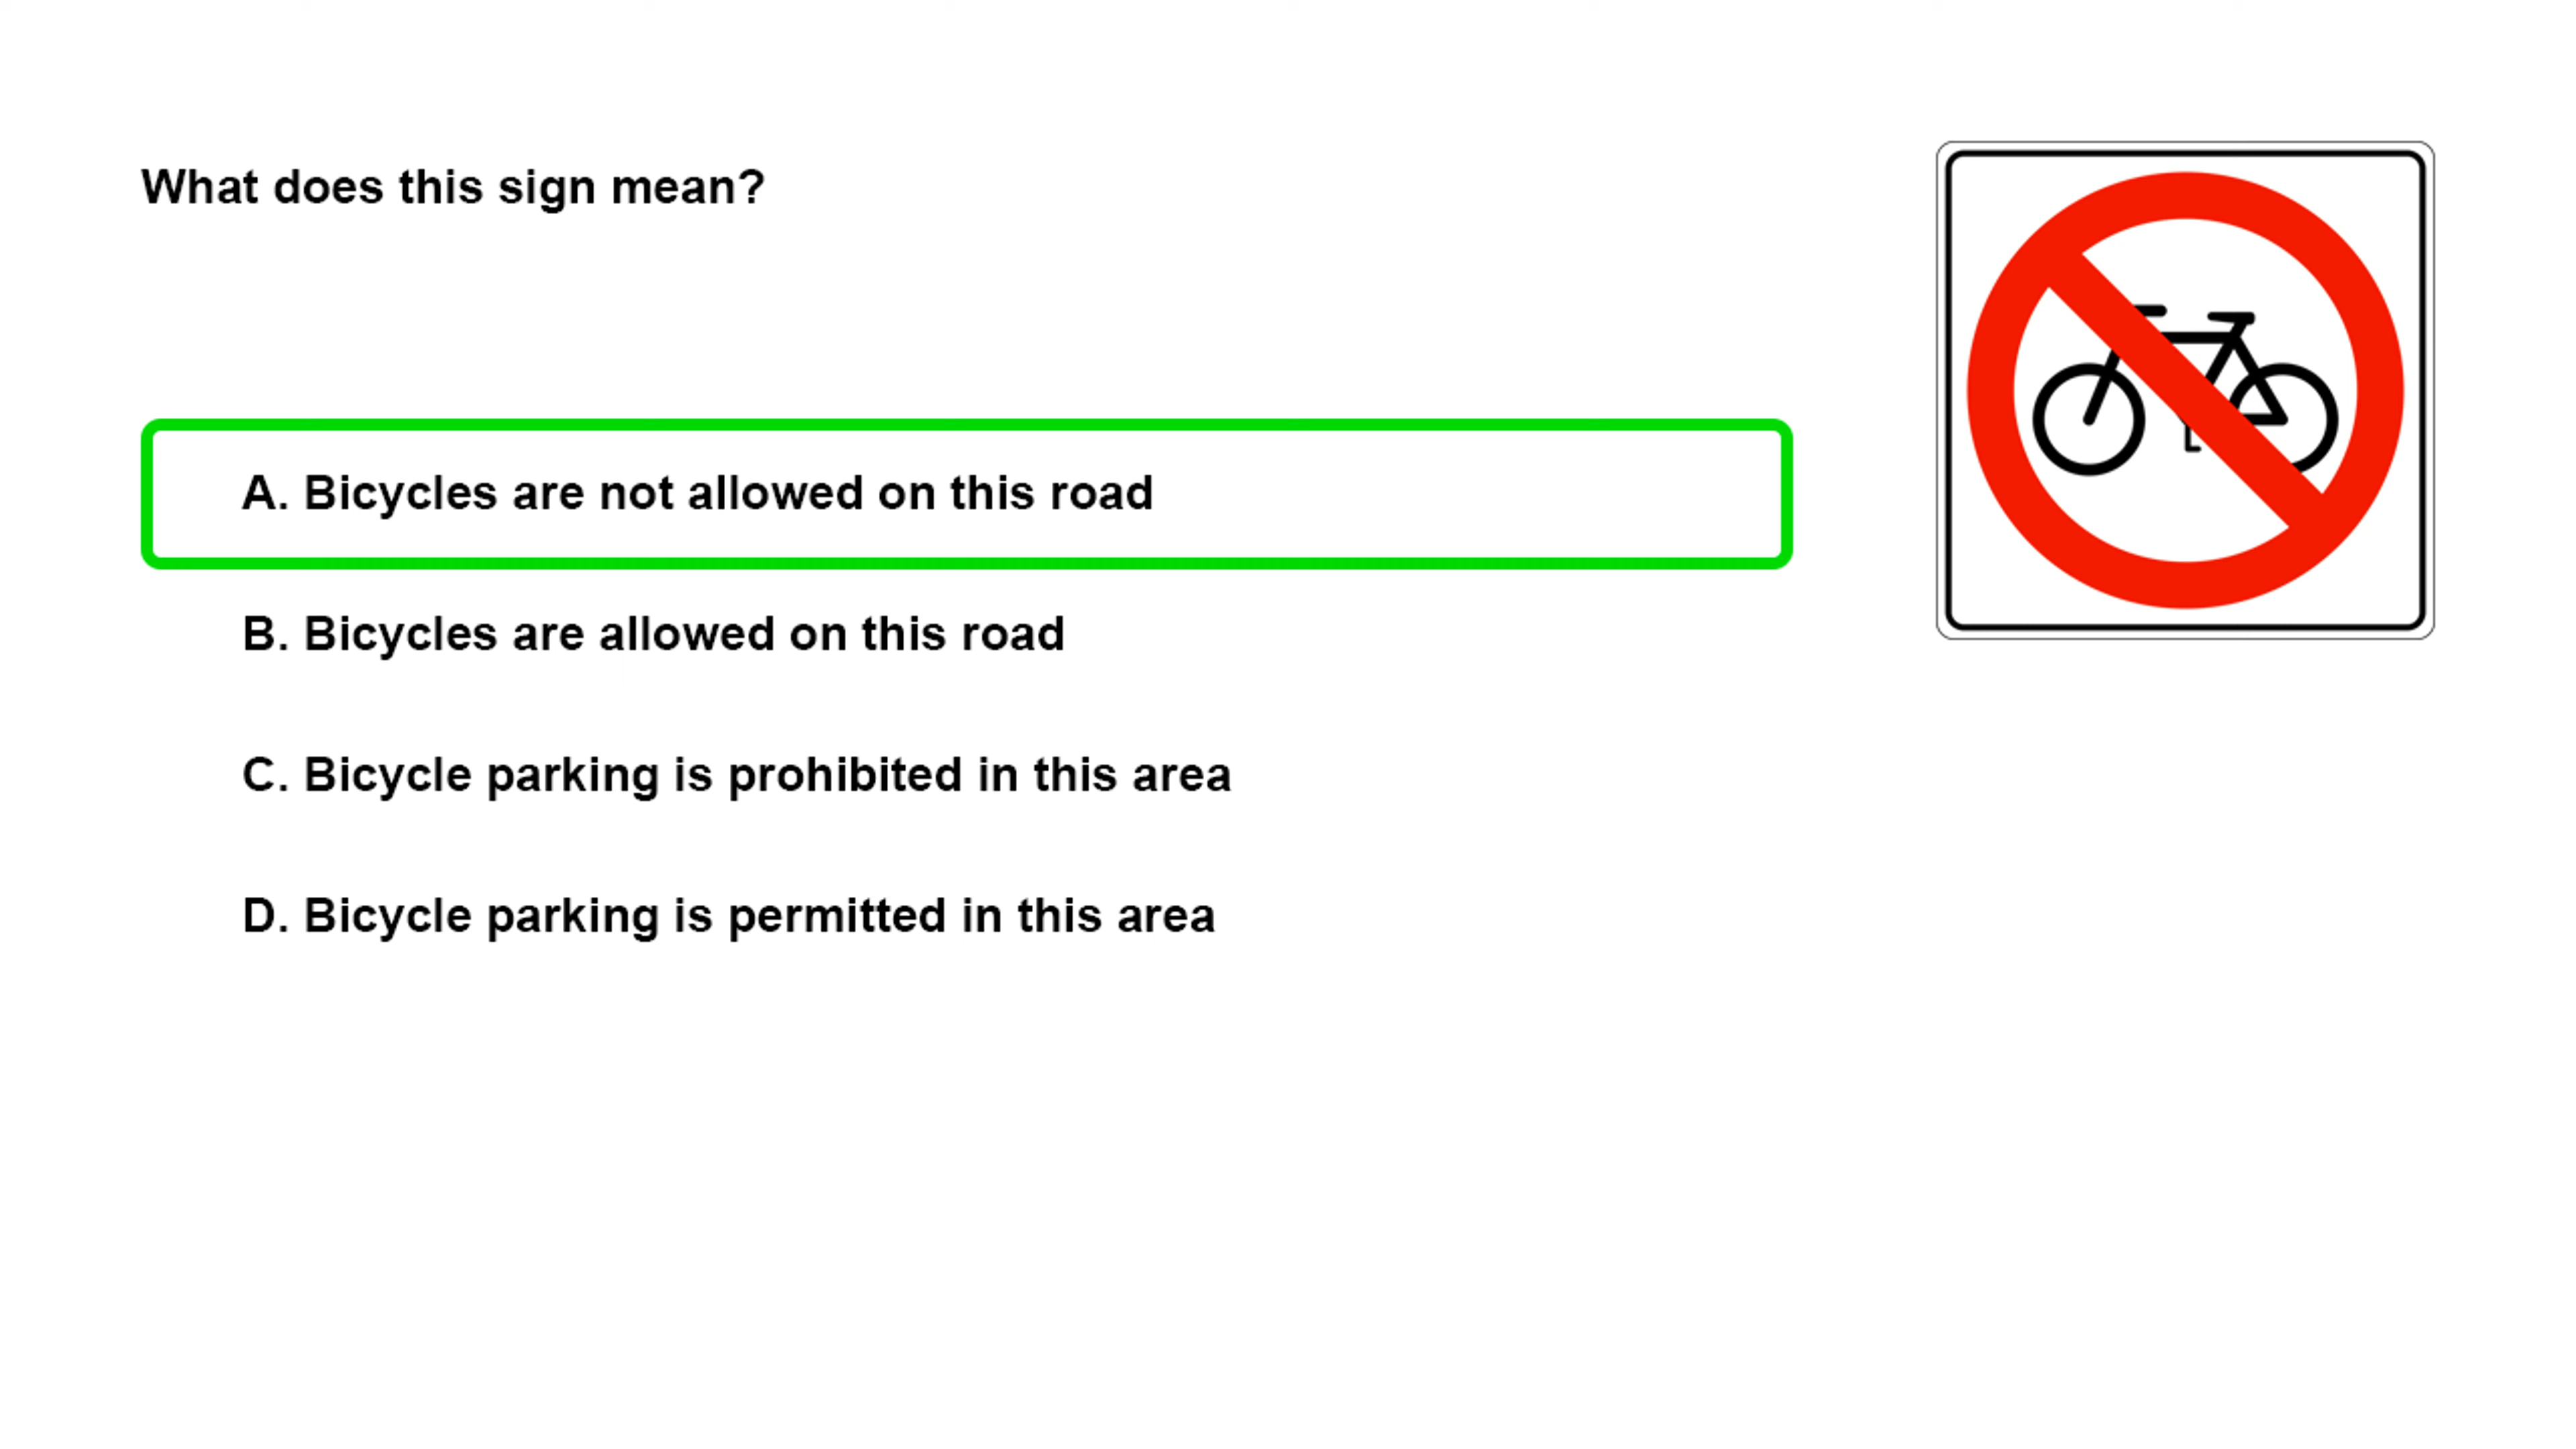 What does this sign mean?
A. Bicycles are not allowed on this road
B. Bicycles are allowed on this road
C. Bicycle parking is prohibited in this area
D. Bicycle parking is permitted in this area